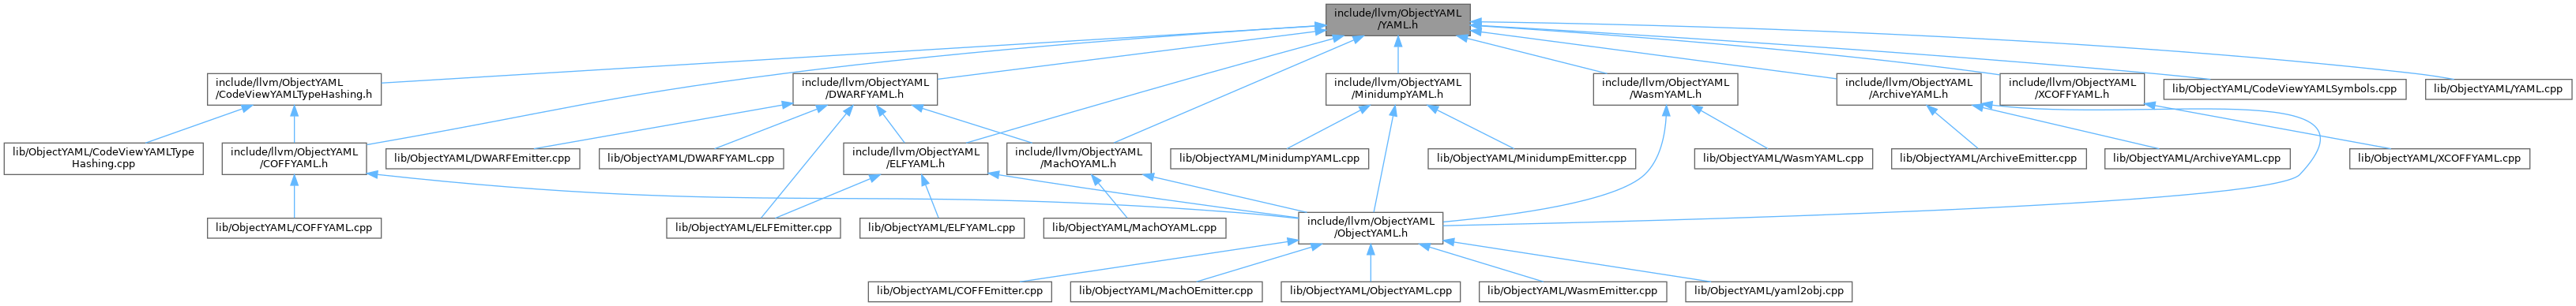 include/llvm/ObjectYAML
/YAML.h
include/llvm/ObjectYAML
/CodeViewYAMLTypeHashing.h
include/llvm/ObjectYAML
/DWARFYAML.h
include/llvm/ObjectYAML
/MinidumpYAML.h
include/llvm/ObjectYAML
/WasmYAML.h
include/llvm/ObjectYAML
/ArchiveYAML.h
include/llvm/ObjectYAML
/XCOFFYAML.h
lib/ObjectYAML/CodeViewYAMLSymbols.cpp
lib/ObjectYAML/YAML.cpp
lib/ObjectYAML/CodeViewYAMLType
Hashing.cpp
include/llvm/ObjectYAML
/COFFYAML.h
lib/ObjectYAML/DWARFEmitter.cpp
lib/ObjectYAML/DWARFYAML.cpp
include/llvm/ObjectYAML
/ELFYAML.h
include/llvm/ObjectYAML
/MachOYAML.h
lib/ObjectYAML/MinidumpYAML.cpp
lib/ObjectYAML/MinidumpEmitter.cpp
lib/ObjectYAML/WasmYAML.cpp
lib/ObjectYAML/ArchiveEmitter.cpp
lib/ObjectYAML/ArchiveYAML.cpp
lib/ObjectYAML/XCOFFYAML.cpp
lib/ObjectYAML/COFFYAML.cpp
lib/ObjectYAML/ELFEmitter.cpp
lib/ObjectYAML/ELFYAML.cpp
lib/ObjectYAML/MachOYAML.cpp
include/llvm/ObjectYAML
/ObjectYAML.h
lib/ObjectYAML/COFFEmitter.cpp
lib/ObjectYAML/MachOEmitter.cpp
lib/ObjectYAML/ObjectYAML.cpp
lib/ObjectYAML/WasmEmitter.cpp
lib/ObjectYAML/yaml2obj.cpp